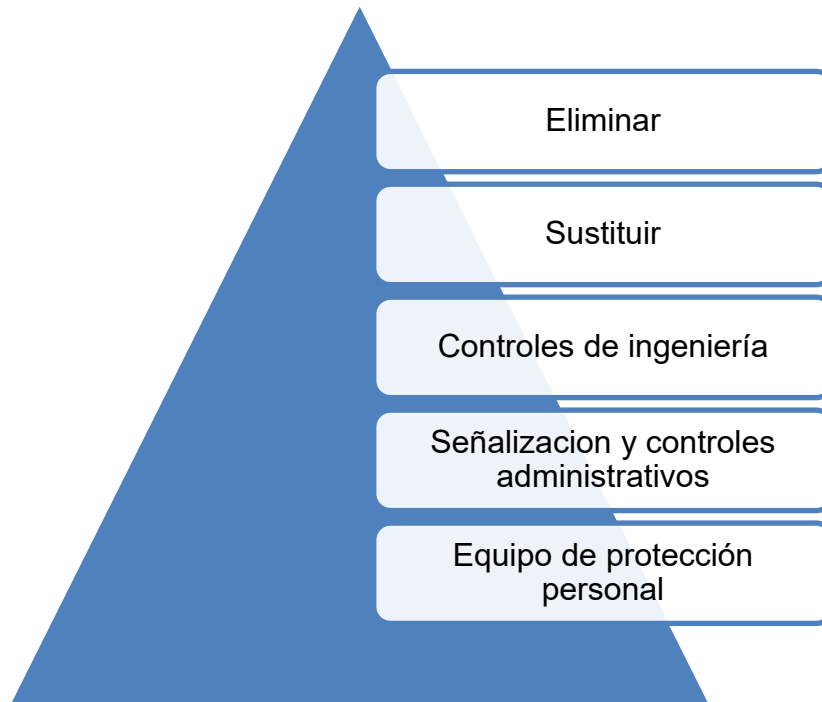 Eliminar
Sustituir
Controles de ingeniería
Señalizacion y controles
administrativos
Equipo de protección
personal